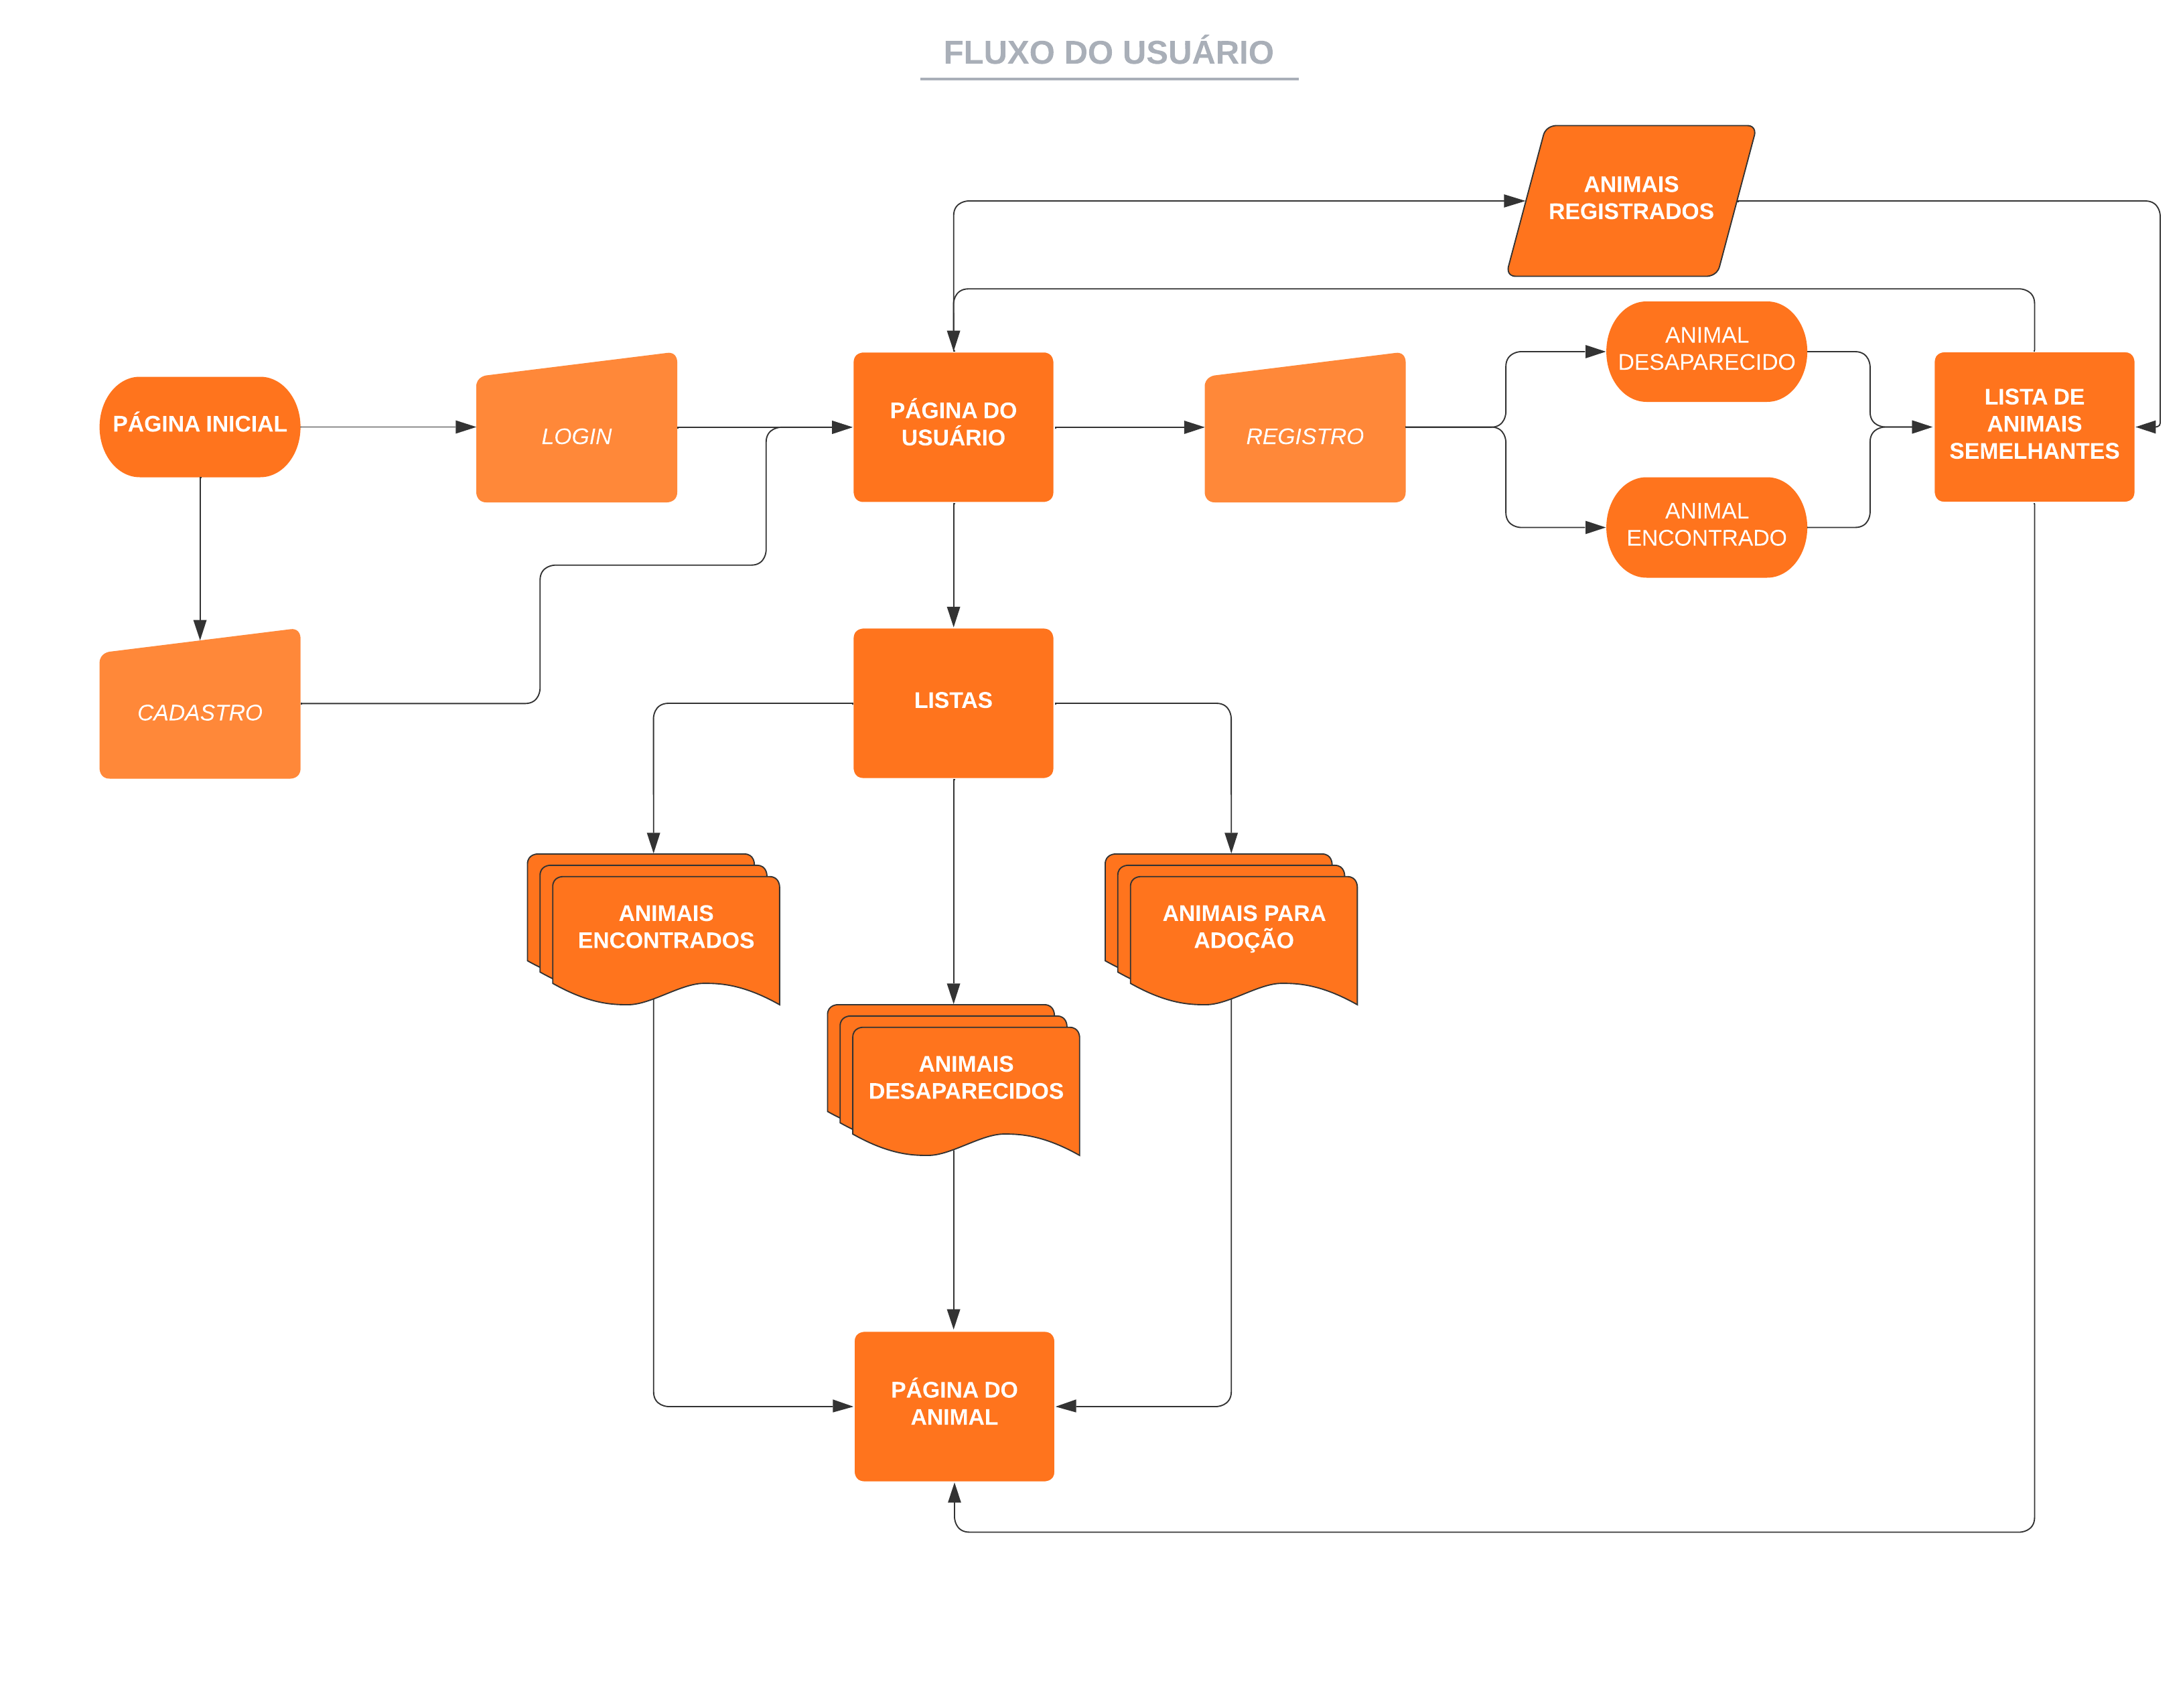 FLUXO DO USUÁRIO
ANIMAIS
REGISTRADOS
PÁGINA INICIAL
LOGIN
PÁGINA DO
USUÁRIO
REGISTRO
ANIMAL
DESAPARECIDO
ANIMAL
ENCONTRADO
LISTA DE
ANIMAIS
SEMELHANTES
CADASTRO
LISTAS
ANIMAIS
ENCONTRADOS
ANIMAIS PARA
ADOÇÃO
ANIMAIS
DESAPARECIDOS
PÁGINA DO
ANIMAL